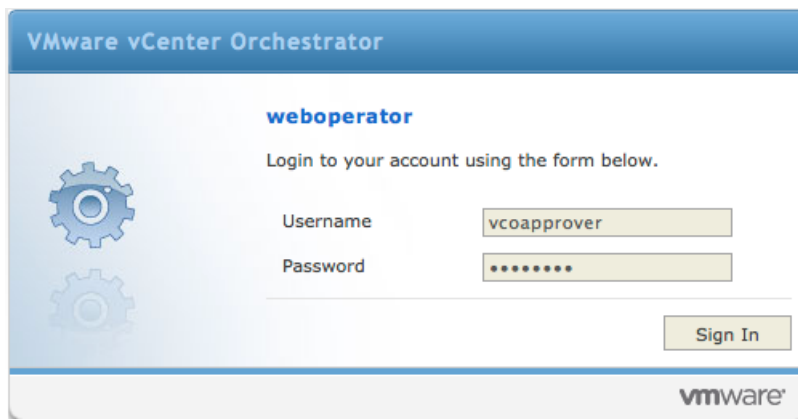 VMware vCenter Orchestrator
weboperator
Login to your account using the form below.
Username vcoapprover
Password ••••••••
Sign In
vmware